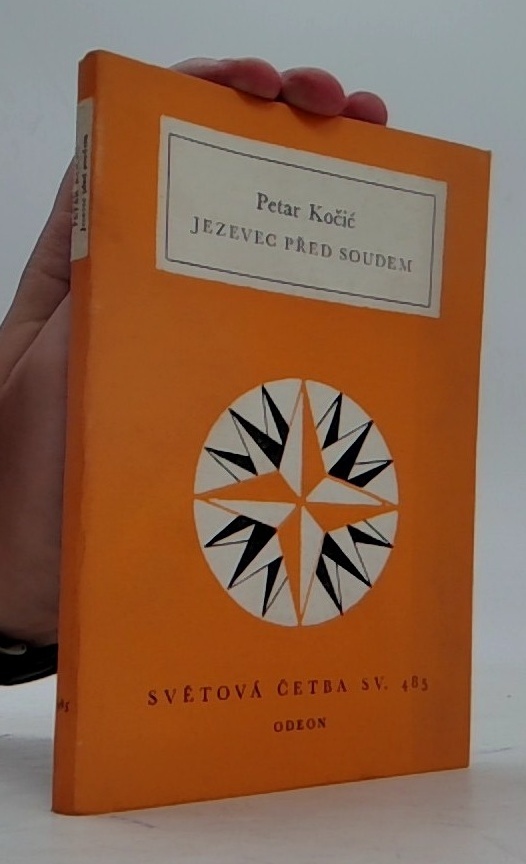 Petar Kočić
JEZEVEC PŘED SOUDEM
SVĚTOVÁ ČETBA SV. 485
ODEON